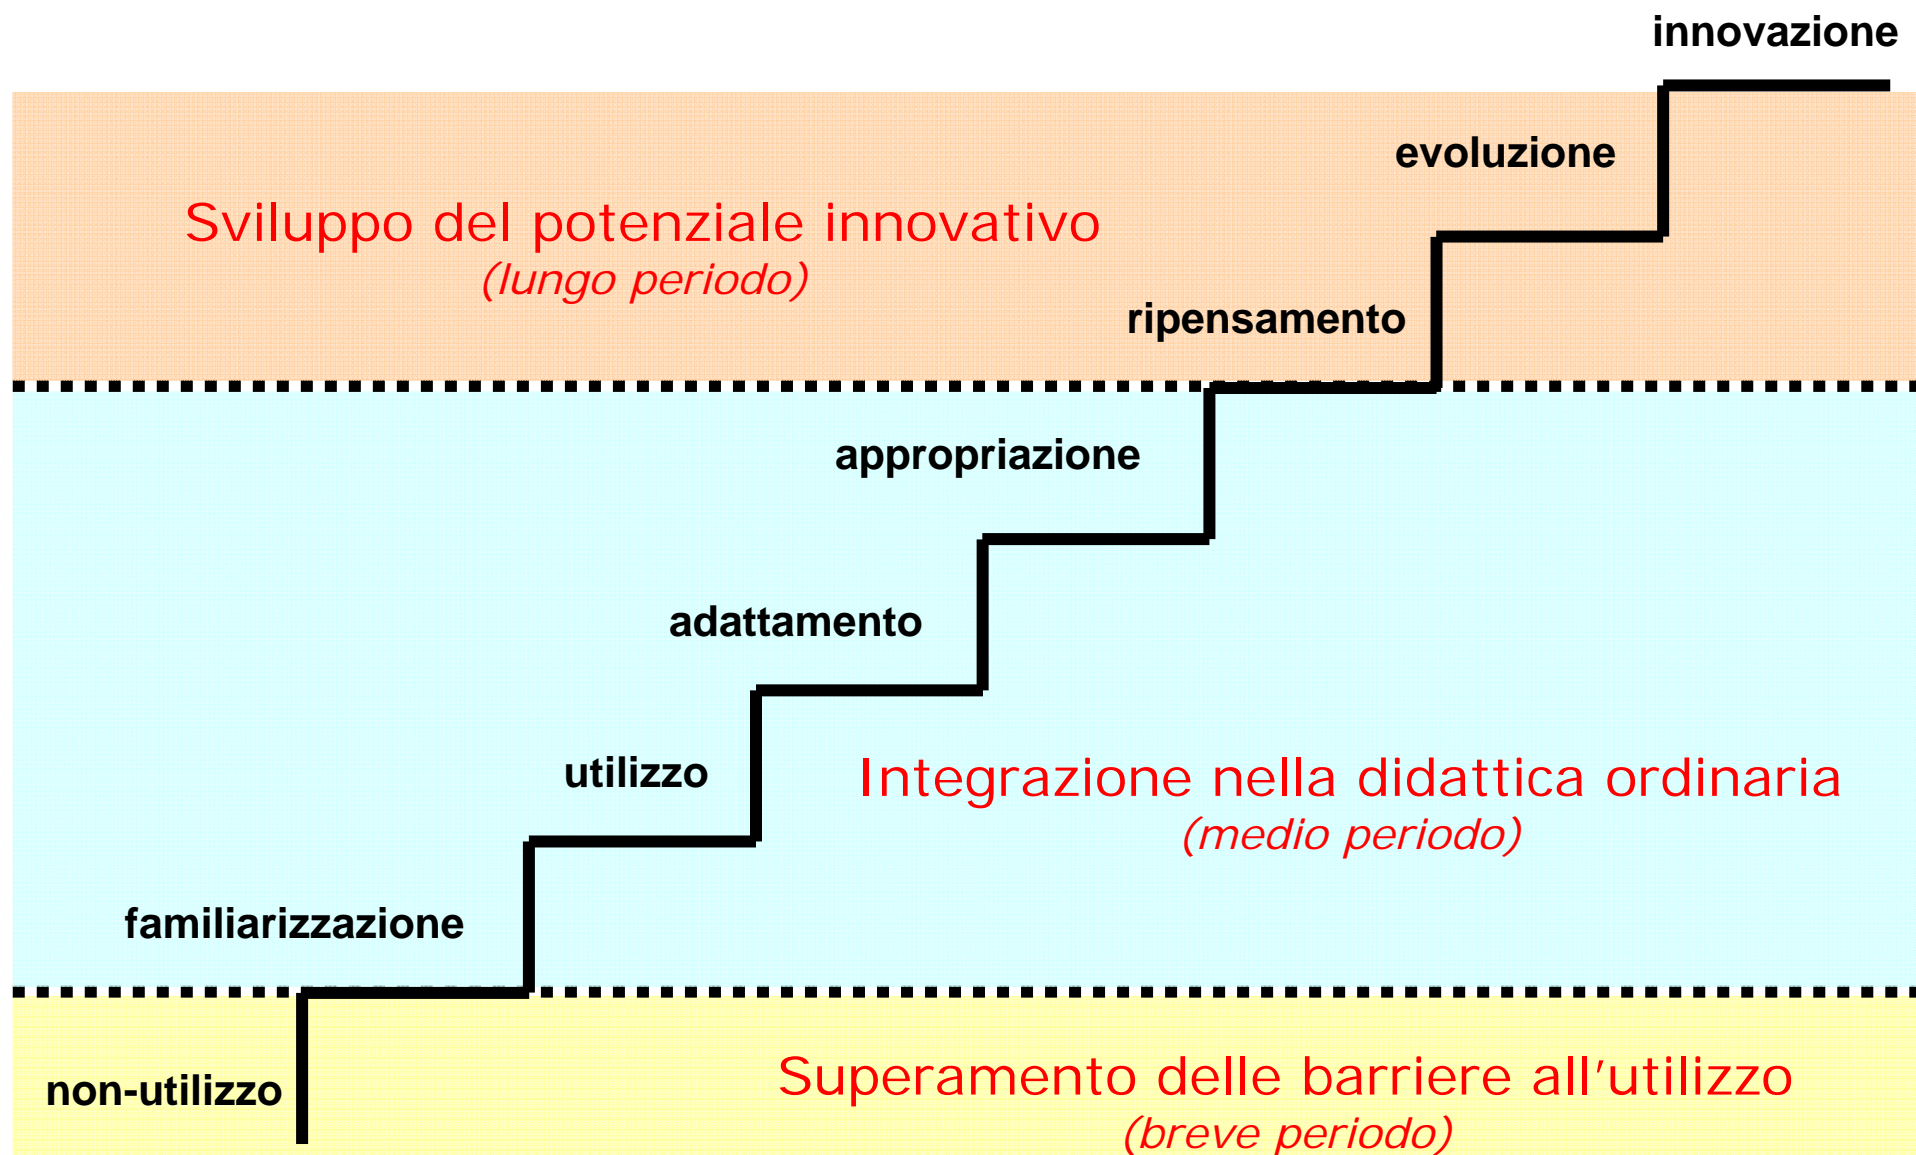 innovazione
evoluzione
Sviluppo del potenziale innovativo
(lungo periodo)
ripensamento
appropriazione
adattamento
utilizzo
Integrazione nella didattica ordinaria
(medio periodo)
familiarizzazione
non-utilizzo
Superamento delle barriere all'utilizzo
(breve periodo)